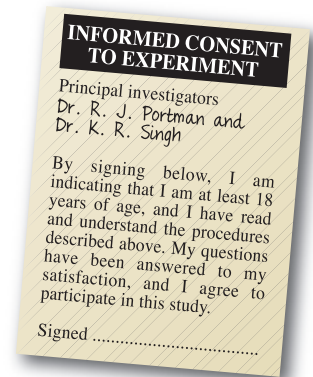 INFORMED CONSENT
TO EXPERIMENT
Principal investigators
Dr. R. J. Portman and
Dr. K. R. Singh
By signing below, I am
indicating that I am at least 18
years of age, and I have read
and understand the procedures
described above. My questions
have been answered to my
satisfaction, and I agree to
participate in this study.
Signed ....................................